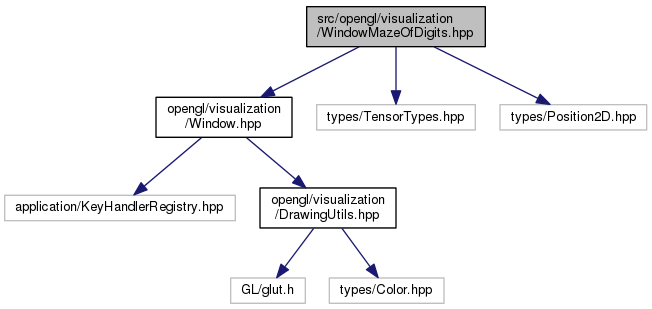 src/opengl/visualization
/WindowMazeOfDigits.hpp
opengl/visualization
/Window.hpp
types/TensorTypes.hpp
types/Position2D.hpp
application/KeyHandlerRegistry.hpp
opengl/visualization
/DrawingUtils.hpp
GL/glut.h
types/Color.hpp